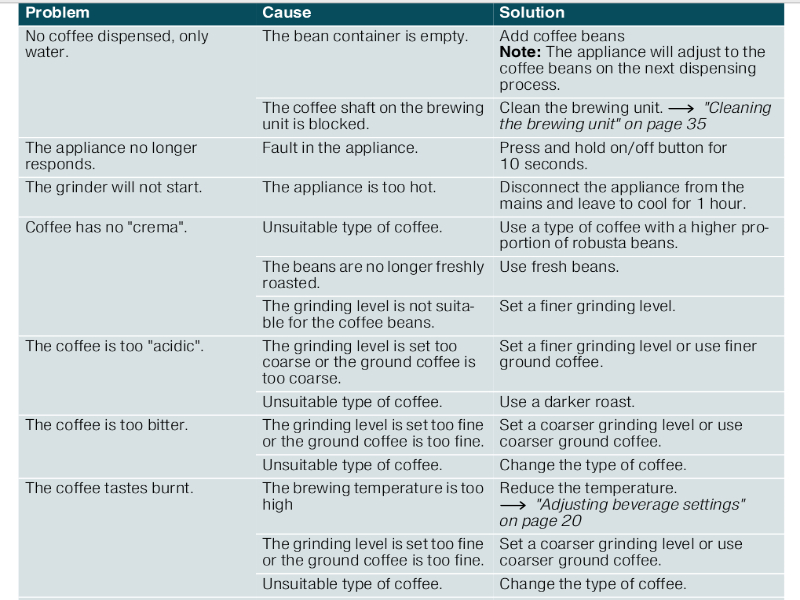 Problem Cause Solution
No coffee dispensed, only The bean container is empty. Add coffee beans
water. Note: The appliance will adjust to the
coffee beans on the next dispensing
process.
The coffee shaft on the brewing Clean the brewing unit. → "Cleaning
unit is blocked. the brewing unit" on page 35
The appliance no longer Fault in the appliance. Press and hold on/off button for
responds. 10 seconds.
The grinder will not start. The appliance is too hot. Disconnect the appliance from the
mains and leave to cool for 1 hour.
Coffee has no "crema". Unsuitable type of coffee. Use a type of coffee with a higher pro-
portion of robusta beans.
The beans are no longer freshly Use fresh beans.
roasted.
The grinding level is not suita- Set a finer grinding level.
ble for the coffee beans.
The coffee is too "acidic". The grinding level is set too Set a finer grinding level or use finer
coarse or the ground coffee is ground coffee.
too coarse.
Unsuitable type of coffee. Use a darker roast.
The coffee is too bitter. The grinding level is set too fine Set a coarser grinding level or use
or the ground coffee is too fine. coarser ground coffee.
Unsuitable type of coffee. Change the type of coffee.
The coffee tastes burnt. The brewing temperature is too Reduce the temperature.
high → "Adjusting beverage settings"
on page 20
The grinding level is set too fine Set a coarser grinding level or use
or the ground coffee is too fine. coarser ground coffee.
Unsuitable type of coffee. Change the type of coffee.